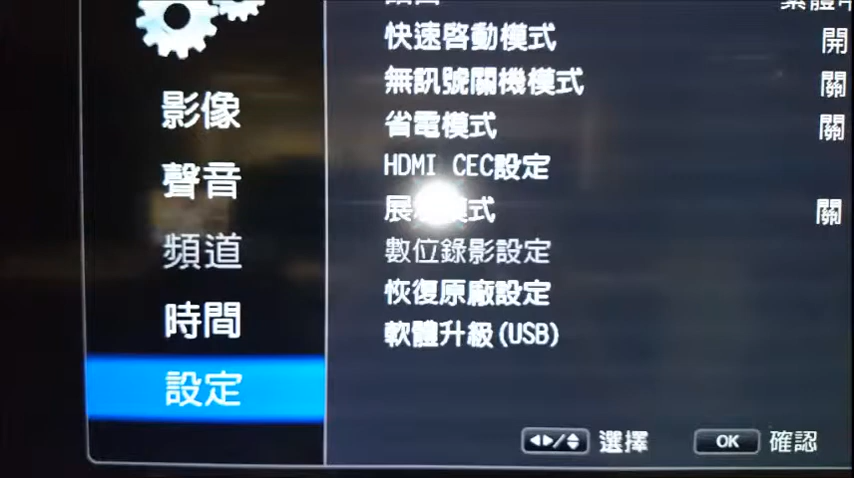 快速啓動模式 開
無訊號關機模式 關
省電模式 關
HDMI CEC設定
展 式 關
數位錄影設定
恢復原廠設定
軟體升級(USB)
影像
聲音
頻道
時間
設定
選擇 OK 確認